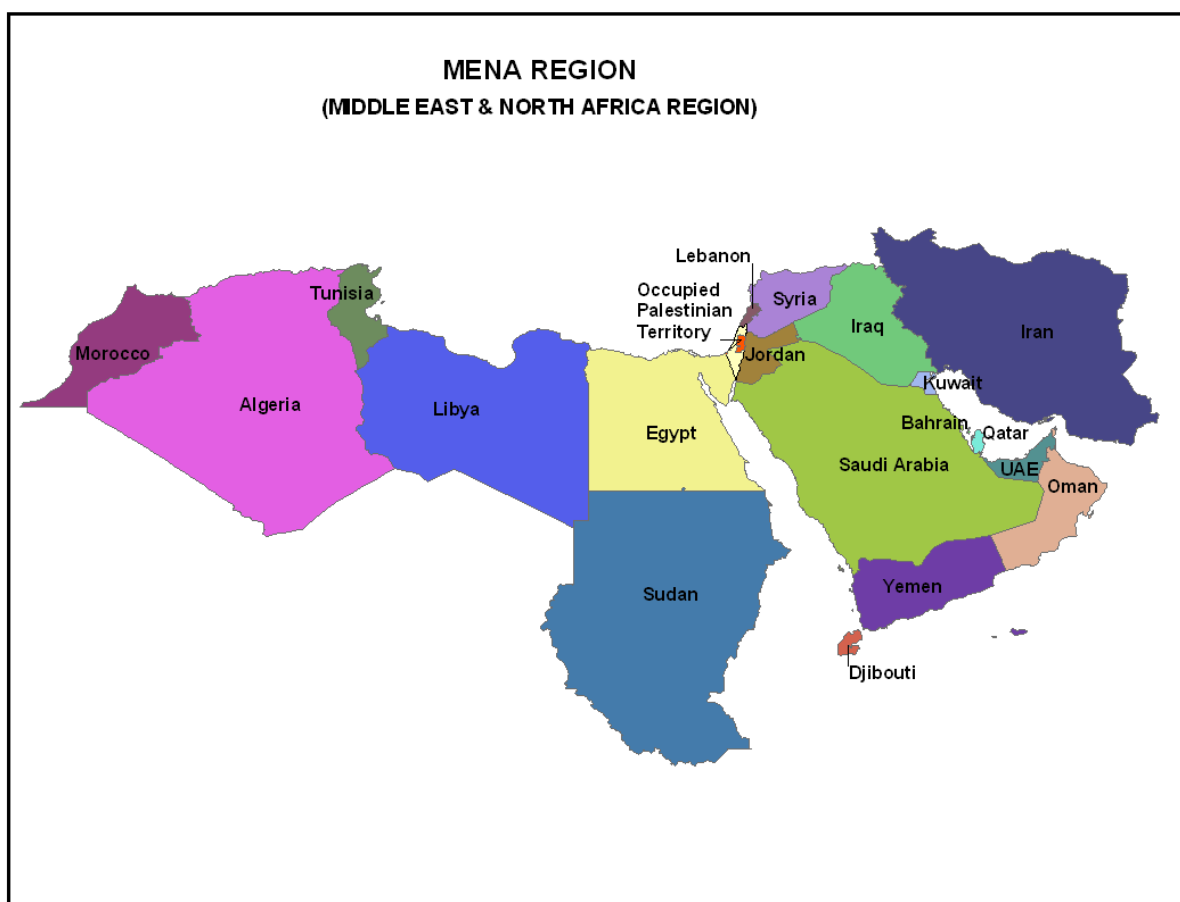 MENA REGION
(MIDDLE EAST & NORTH AFRICA REGION)
Lebanon
Occupied
Palestinian
Territory
Syria
Tunisia
Iraq
Iran
Morocco
Jordan
Kuwait
Algeria
Libya
Egypt
Bahrain
Qatar
Saudi Arabia
UAE
Oman
Sudan
Yemen
Djibouti